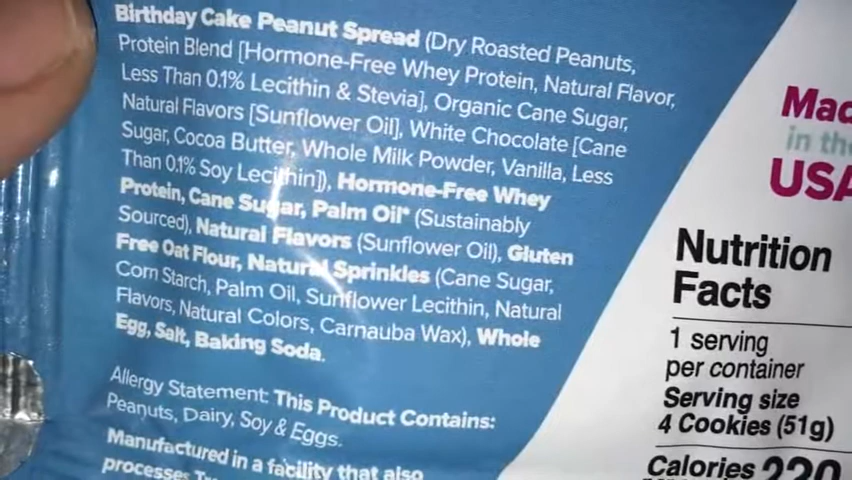 Birthday Cake Peanut Spread (Dry Roasted Peanuts,
Protein Blend [Hormone-Free Whey Protein, Natural Flavor,
Less Than 0.1% Lecithin & Stevia], Organic Cane Sugar,
Natural Flavors [Sunflower Oil], White Chocolate [Cane
Sugar, Cocoa Butter, Whole Milk Powder, Vanilla, Less
Than 0.1% Soy Lecithin]), Hormone-Free Whey
Protein, Cane Sugar, Palm Oil* (Sustainably
Sourced), Natural Flavors (Sunflower Oil), Gluten
Free Oat Flour, Natural Sprinkles (Cane Sugar,
Corn Starch, Palm Oil, Sunflower Lecithin, Natural
Flavors, Natural Colors, Carnauba Wax), Whole
Egg, Salt, Baking Soda.
Allergy Statement: This Product Contains:
Peanuts, Dairy, Soy & Eggs.
Manufactured in a facility that also
processes
Mad
in the
USA
Nutrition
Facts
1 serving
per container
Serving size
4 Cookies (51g)
Calories